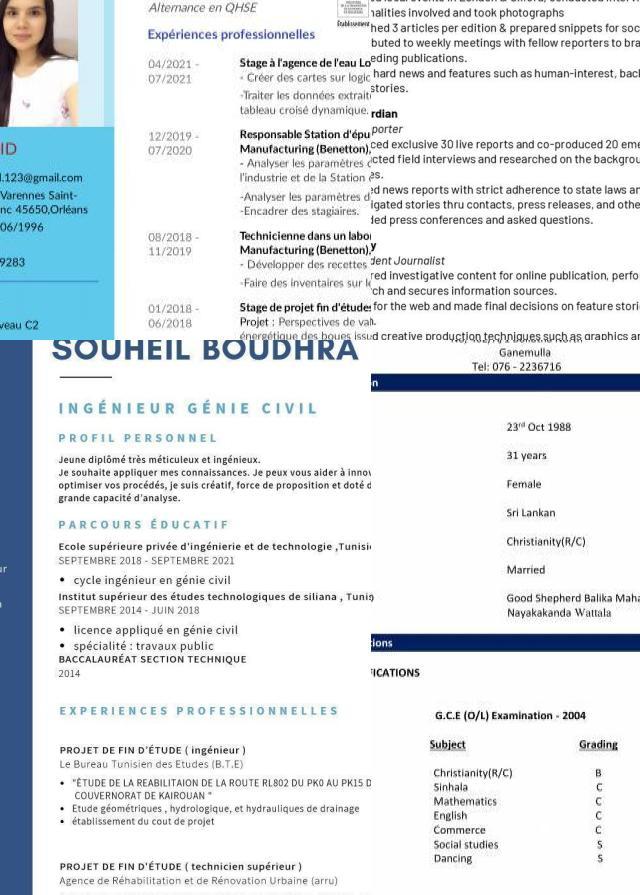 Alternance en QHSE
Expériences professionnelles
04/2021 -
07/2021
Stage à l'agence de l'eau Lo
- Créer des cartes sur logic
-Traiter les données extrait
tableau croisé dynamique.
12/2019 -
07/2020
Responsable Station d'épu
Manufacturing (Benetton),
- Analyser les paramètres
l'industrie et de la Station
-Analyser les paramètres d
-Encadrer des stagiaires.
08/2018 -
11/2019
Technicienne dans un labo
Manufacturing (Benetton),
- Développer des recettes
-Faire des inventaires sur l
01/2018 -
06/2018
Stage de projet fin d'études
Projet : Perspectives de val
énergétique des boues issu
ID
.123@gmail.com
Varennes Saint-
nc 45650,Orléans
06/1996
9283
veau C2
nalities involved and took photographs
hed 3 articles per edition & prepared snippets for soc
buted to weekly meetings with fellow reporters to bra
eding publications.
hard news and features such as human-interest, bac
stories.
rdian
porter
ced exclusive 30 live reports and co-produced 20 eme
cted field interviews and researched on the backgrou
es.
ed news reports with strict adherence to state laws an
igated stories thru contacts, press releases, and othe
ded press conferences and asked questions.
y
dent Journalist
red investigative content for online publication, perfo
rch and secures information sources.
for the web and made final decisions on feature stori
d creative production techniques such as graphics an
SOUHEIL BOUDHRA
INGÉNIEUR GÉNIE CIVIL
PROFIL PERSONNEL
Jeune diplômé très méticuleux et ingénieux.
Je souhaite appliquer mes connaissances. Je peux vous aider à innov
optimiser vos procédés, je suis créatif, force de proposition et doté d
grande capacité d'analyse.
PARCOURS ÉDUCATIF
Ecole supérieure privée d'ingénierie et de technologie ,Tunisi
SEPTEMBRE 2018 - SEPTEMBRE 2021
• cycle ingénieur en génie civil
Institut supérieur des études technologiques de siliana , Tunis
SEPTEMBRE 2014 - JUIN 2018
• licence appliqué en génie civil
• spécialité : travaux public
BACCALAURÉAT SECTION TECHNIQUE
2014
EXPERIENCES PROFESSIONNELLES
PROJET DE FIN D'ÉTUDE ( ingénieur )
Le Bureau Tunisien des Etudes (B.T.E)
• "ÉTUDE DE LA REABILITAION DE LA ROUTE RL802 DU PK0 AU PK15 D
COUVERNORAT DE KAIROUAN "
• Etude géométriques , hydrologique, et hydrauliques de drainage
• établissement du cout de projet
PROJET DE FIN D'ÉTUDE ( technicien supérieur )
Agence de Réhabilitation et de Rénovation Urbaine (arru)
ur
n
Ganemulla
Tel: 076 - 2236716
on
23rd Oct 1988
31 years
Female
Sri Lankan
Christianity(R/C)
Married
Good Shepherd Balika Maha
Nayakakanda Wattala
ions
FICATIONS
G.C.E (O/L) Examination - 2004
Subject Grading
Christianity(R/C) B
Sinhala C
Mathematics C
English C
Commerce C
Social studies S
Dancing S